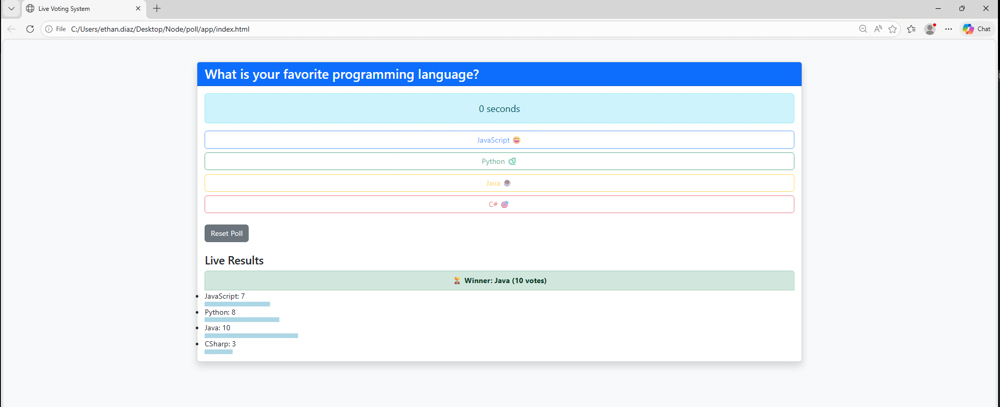 Live Voting System
File C:/Users/ethan.diaz/Desktop/Node/poll/app/index.html
Chat
What is your favorite programming language?
0 seconds
JavaScript 😄
Python
Java
C# 🎯
Reset Poll
Live Results
🏆 Winner: Java (10 votes)
JavaScript: 7
Python: 8
Java: 10
CSharp: 3